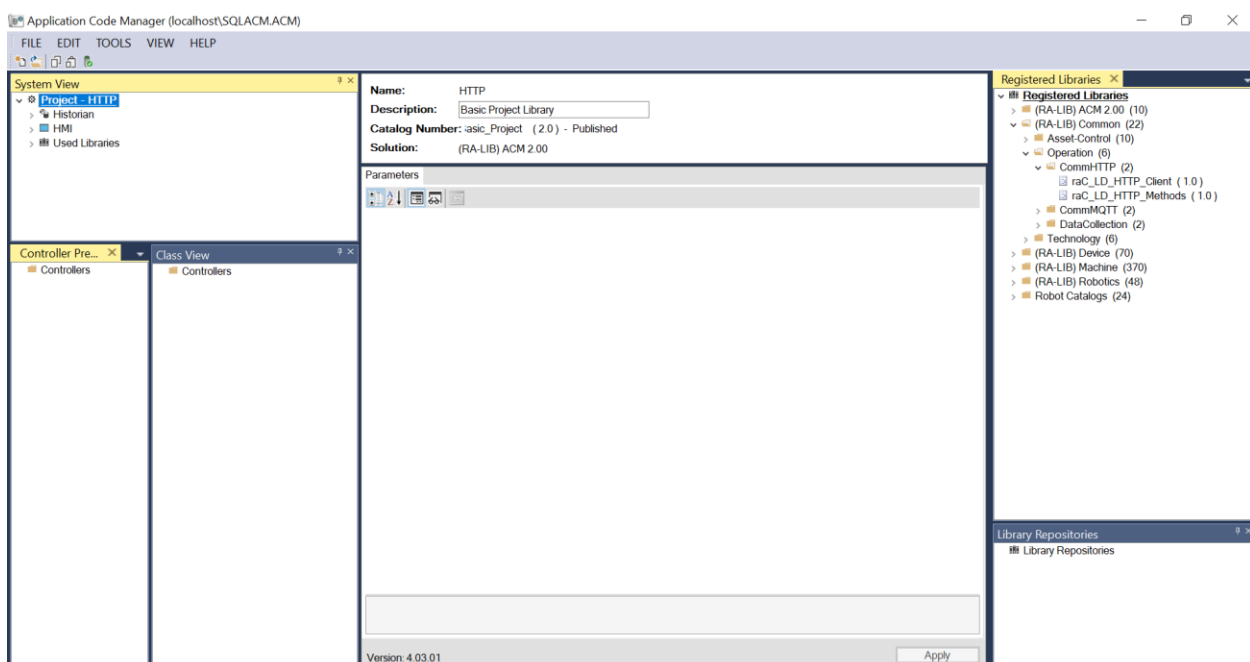 Application Code Manager (localhost\SQLACM.ACM)
FILE EDIT TOOLS VIEW HELP
System View
Project - HTTP
Historian
HMI
Used Libraries
Controller Pre...
Controllers
Class View
Controllers
Name: HTTP
Description: Basic Project Library
Catalog Number: asic_Project ( 2.0 ) - Published
Solution: (RA-LIB) ACM 2.00
Parameters
Version: 4.03.01
Apply
Registered Libraries
Registered Libraries
(RA-LIB) ACM 2.00 (10)
(RA-LIB) Common (22)
Asset-Control (10)
Operation (6)
CommHTTP (2)
raC_LD_HTTP_Client ( 1.0 )
raC_LD_HTTP_Methods ( 1.0 )
CommMQTT (2)
DataCollection (2)
Technology (6)
(RA-LIB) Device (70)
(RA-LIB) Machine (370)
(RA-LIB) Robotics (48)
Robot Catalogs (24)
Library Repositories
Library Repositories